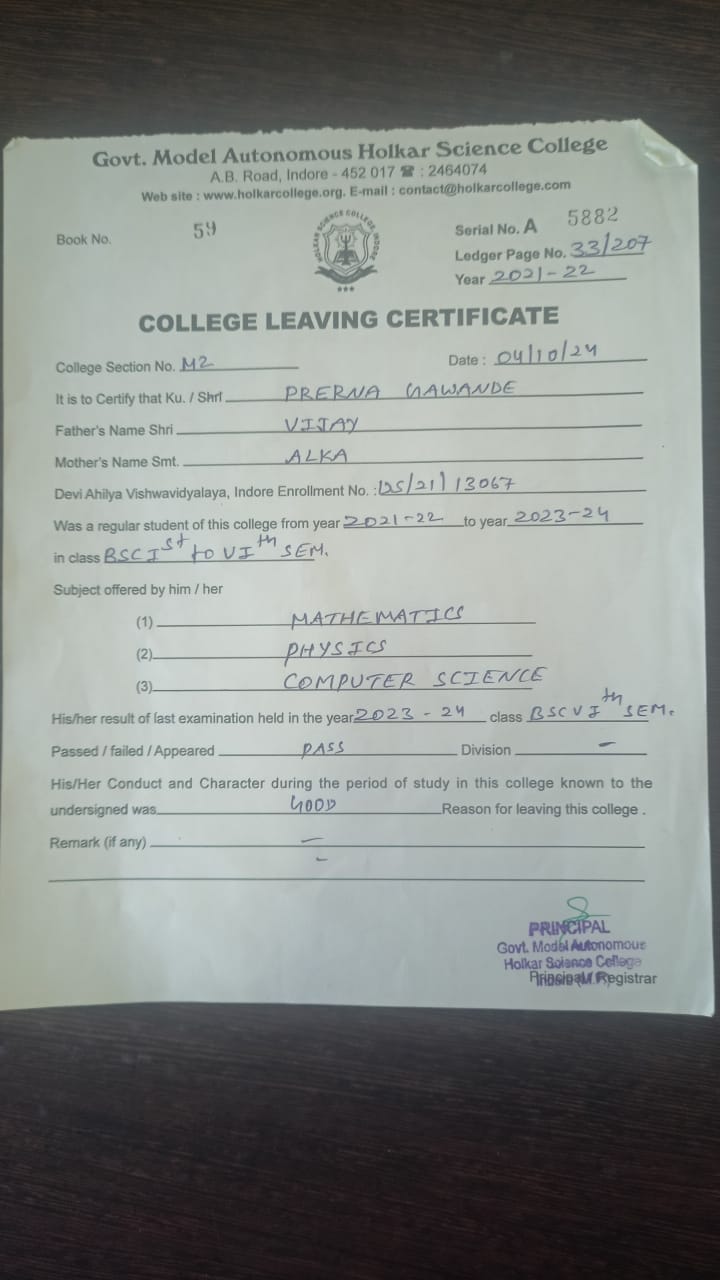 Govt. Model Autonomous Holkar Science College
A.B. Road, Indore - 452 017 ☎ : 2464074
Web site : www.holkarcollege.org. E-mail : contact@holkarcollege.com
Book No. 59
HOLKAR SCIENCE COLLEGE, INDORE
Serial No. A 5882
Ledger Page No. 33/207
Year 2021-22
COLLEGE LEAVING CERTIFICATE
College Section No. M2 Date : 04/10/24
It is to Certify that Ku. / Shri PRERNA GAWANDE
Father's Name Shri VIJAY
Mother's Name Smt. ALKA
Devi Ahilya Vishwavidyalaya, Indore Enrollment No. : DS/21/13067
Was a regular student of this college from year 2021-22 to year 2023-24
in class BSC Ist to VIth SEM.
Subject offered by him / her
(1) MATHEMATICS
(2) PHYSICS
(3) COMPUTER SCIENCE
His/her result of last examination held in the year 2023-24 class BSC VIth SEM.
Passed / failed / Appeared PASS Division -
His/Her Conduct and Character during the period of study in this college known to the
undersigned was GOOD Reason for leaving this college .
Remark (if any) -
-
PRINCIPAL
Govt. Model Autonomous
Holkar Science College
Principal/ Registrar